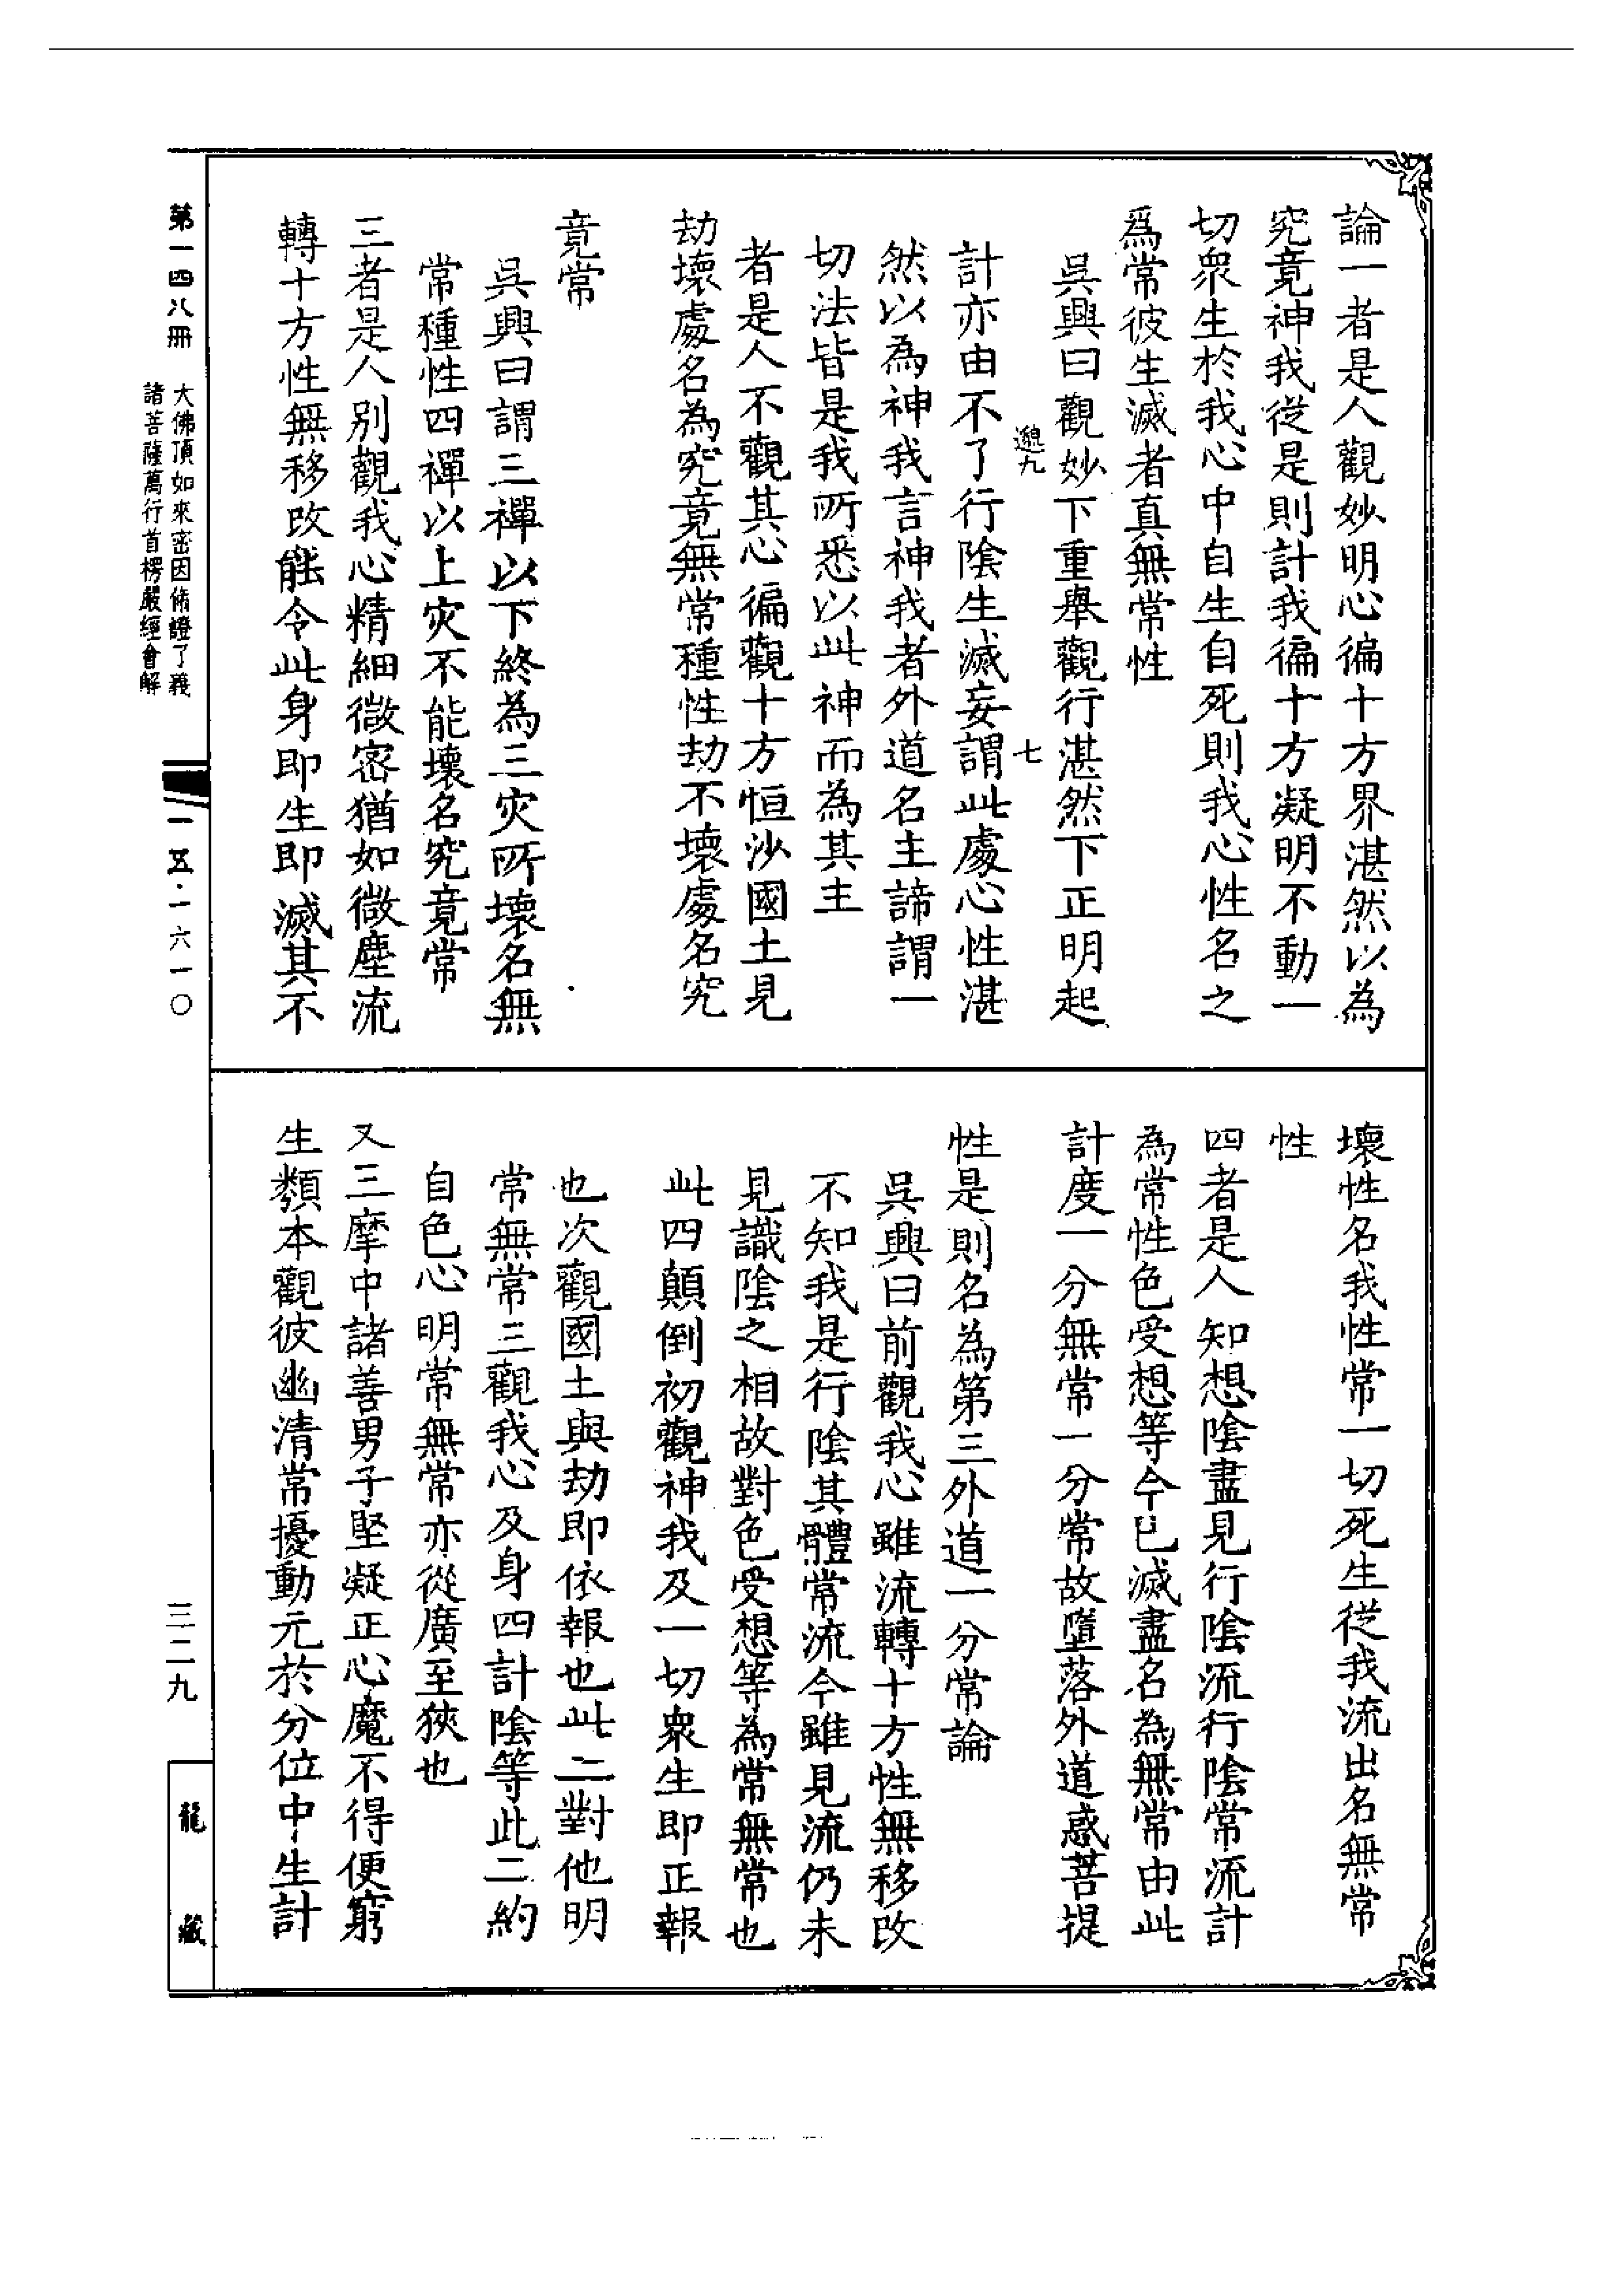 論一者是人觀妙明心徧十方界湛然以為
究竟神我從是則計我徧十方凝明不動一
切衆生於我心中自生自死則我心性名之
爲常彼生滅者真無常性
吳興曰觀妙下重舉觀行湛然下正明起
邈九
七
計亦由不了行陰生滅妄謂此處心性湛
然以為神我言神我者外道名主諦謂一
切法皆是我所悉以此神而為其主
者是人不觀其心徧觀十方恒沙國土見
劫壞處名為究竟無常種性劫不壞處名究
竟常
吳興曰謂三禪以下終為三灾所壞名無
常種性四禪以上灾不能壞名究竟常
三者是人別觀我心精細微密猶如微塵流
轉十方性無移改能令此身即生即滅其不
壞性名我性常一切死生從我流出名無常
性
四者是人知想陰盡見行陰流行陰常流計
為常性色受想等今已滅盡名為無常由此
計度一分無常一分常故墮落外道惑菩提
性是則名為第三外道一分常論
吳興曰前觀我心雖流轉十方性無移改
不知我是行陰其體常流今雖見流仍未
見識陰之相故對色受想等為常無常也
此四顛倒初觀神我及一切衆生即正報
也次觀國土與劫即依報也此二對他明
常無常三觀我心及身四計陰等此二約
自色心明常無常亦從廣至狹也
又三摩中諸善男子堅凝正心魔不得便窮
生類本觀彼幽清常擾動元於分位中生計
第一四八冊
大佛頂如來密因脩證了義
諸菩薩萬行首楞嚴經會解
一五·一六一〇
三二九
龍藏